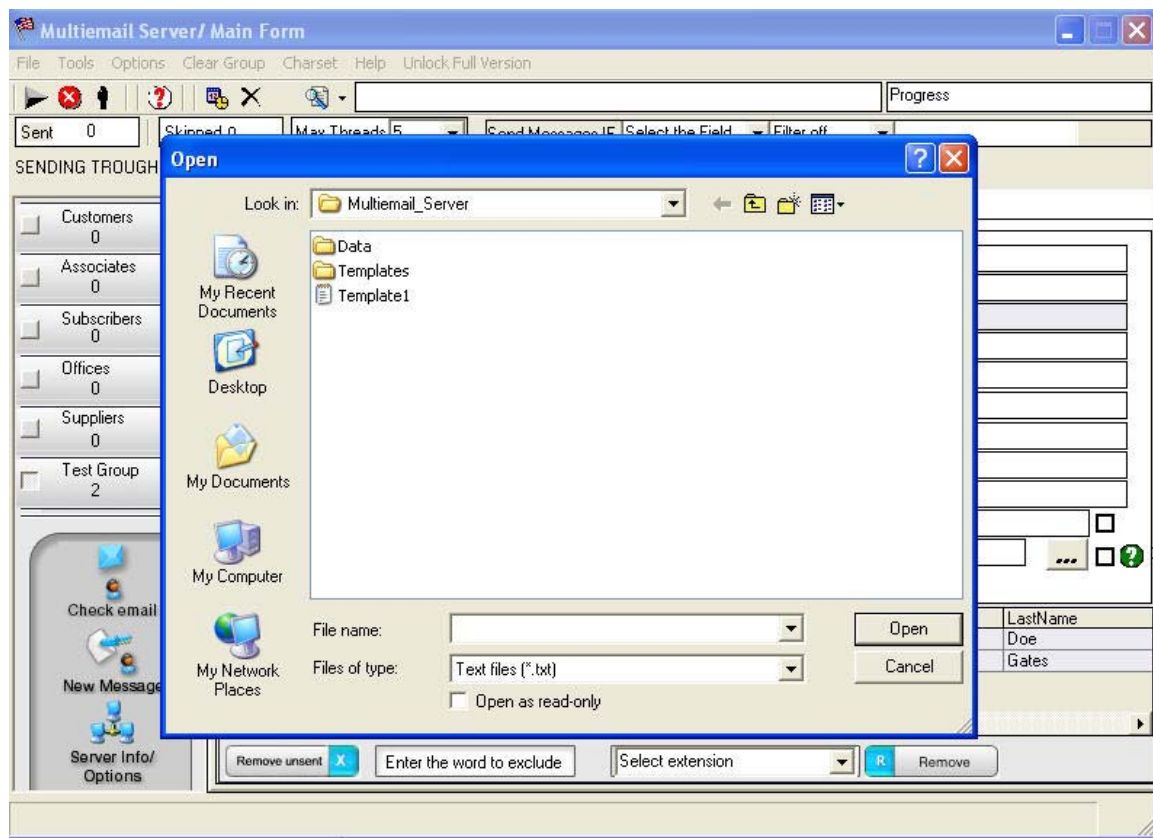 Multiemail Server/ Main Form
File Tools Options Clear Group Charset Help Unlock Full Version
Progress
Sent 0 Skipped 0 Max Threads 5 Send Messages IF Select the Field Filter off
SENDING TROUGH
Open
Look in: Multiemail_Server
Customers
0
Associates
0
Subscribers
0
Offices
0
Suppliers
0
Test Group
2
Check email
New Message
Server Info/
Options
My Recent
Documents
Desktop
My Documents
My Computer
My Network
Places
Data
Templates
Template1
File name:
Open
Files of type: Text files (*.txt)
Cancel
Open as read-only
LastName
Doe
Gates
Remove unsent X Enter the word to exclude Select extension R Remove